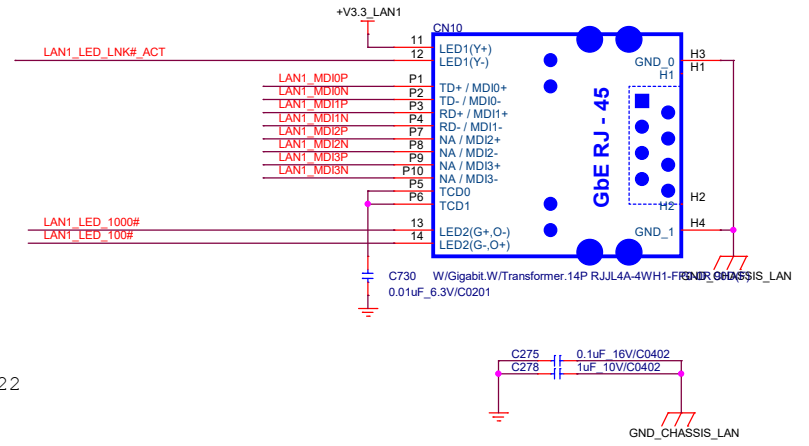 +V3.3_LAN1
CN10
LAN1_LED_LNK#_ACT
11 LED1(Y+)
12 LED1(Y-)
GND_0 H3
H1 H1
LAN1_MDI0P P1 TD+ / MDI0+
LAN1_MDI0N P2 TD- / MDI0-
LAN1_MDI1P P3 RD+ / MDI1+
LAN1_MDI1N P4 RD- / MDI1-
LAN1_MDI2P P7 NA / MDI2+
LAN1_MDI2N P8 NA / MDI2-
LAN1_MDI3P P9 NA / MDI3+
LAN1_MDI3N P10 NA / MDI3-
P5 TCD0
P6 TCD1
GbE RJ - 45
H2 H2
LAN1_LED_1000# 13 LED2(G+,O-)
LAN1_LED_100# 14 LED2(G-,O+)
GND_1 H4
C730
0.01uF_6.3V/C0201
W/Gigabit.W/Transformer.14P RJJL4A-4WH1-
GND_CHASSIS_LAN
C275 0.1uF_16V/C0402
C278 1uF_10V/C0402
22
GND_CHASSIS_LAN